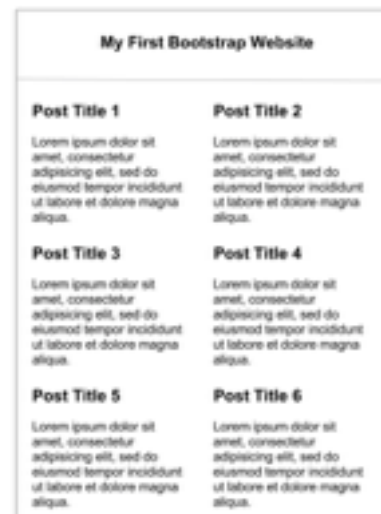 My First Bootstrap Website
Post Title 1
Lorem ipsum dolor sit
amet, consectetur
adipisicing elit, sed do
eiusmod tempor incididunt
ut labore et dolore magna
aliqua.
Post Title 2
Lorem ipsum dolor sit
amet, consectetur
adipisicing elit, sed do
eiusmod tempor incididunt
ut labore et dolore magna
aliqua.
Post Title 3
Lorem ipsum dolor sit
amet, consectetur
adipisicing elit, sed do
eiusmod tempor incididunt
ut labore et dolore magna
aliqua.
Post Title 4
Lorem ipsum dolor sit
amet, consectetur
adipisicing elit, sed do
eiusmod tempor incididunt
ut labore et dolore magna
aliqua.
Post Title 5
Lorem ipsum dolor sit
amet, consectetur
adipisicing elit, sed do
eiusmod tempor incididunt
ut labore et dolore magna
aliqua.
Post Title 6
Lorem ipsum dolor sit
amet, consectetur
adipisicing elit, sed do
eiusmod tempor incididunt
ut labore et dolore magna
aliqua.